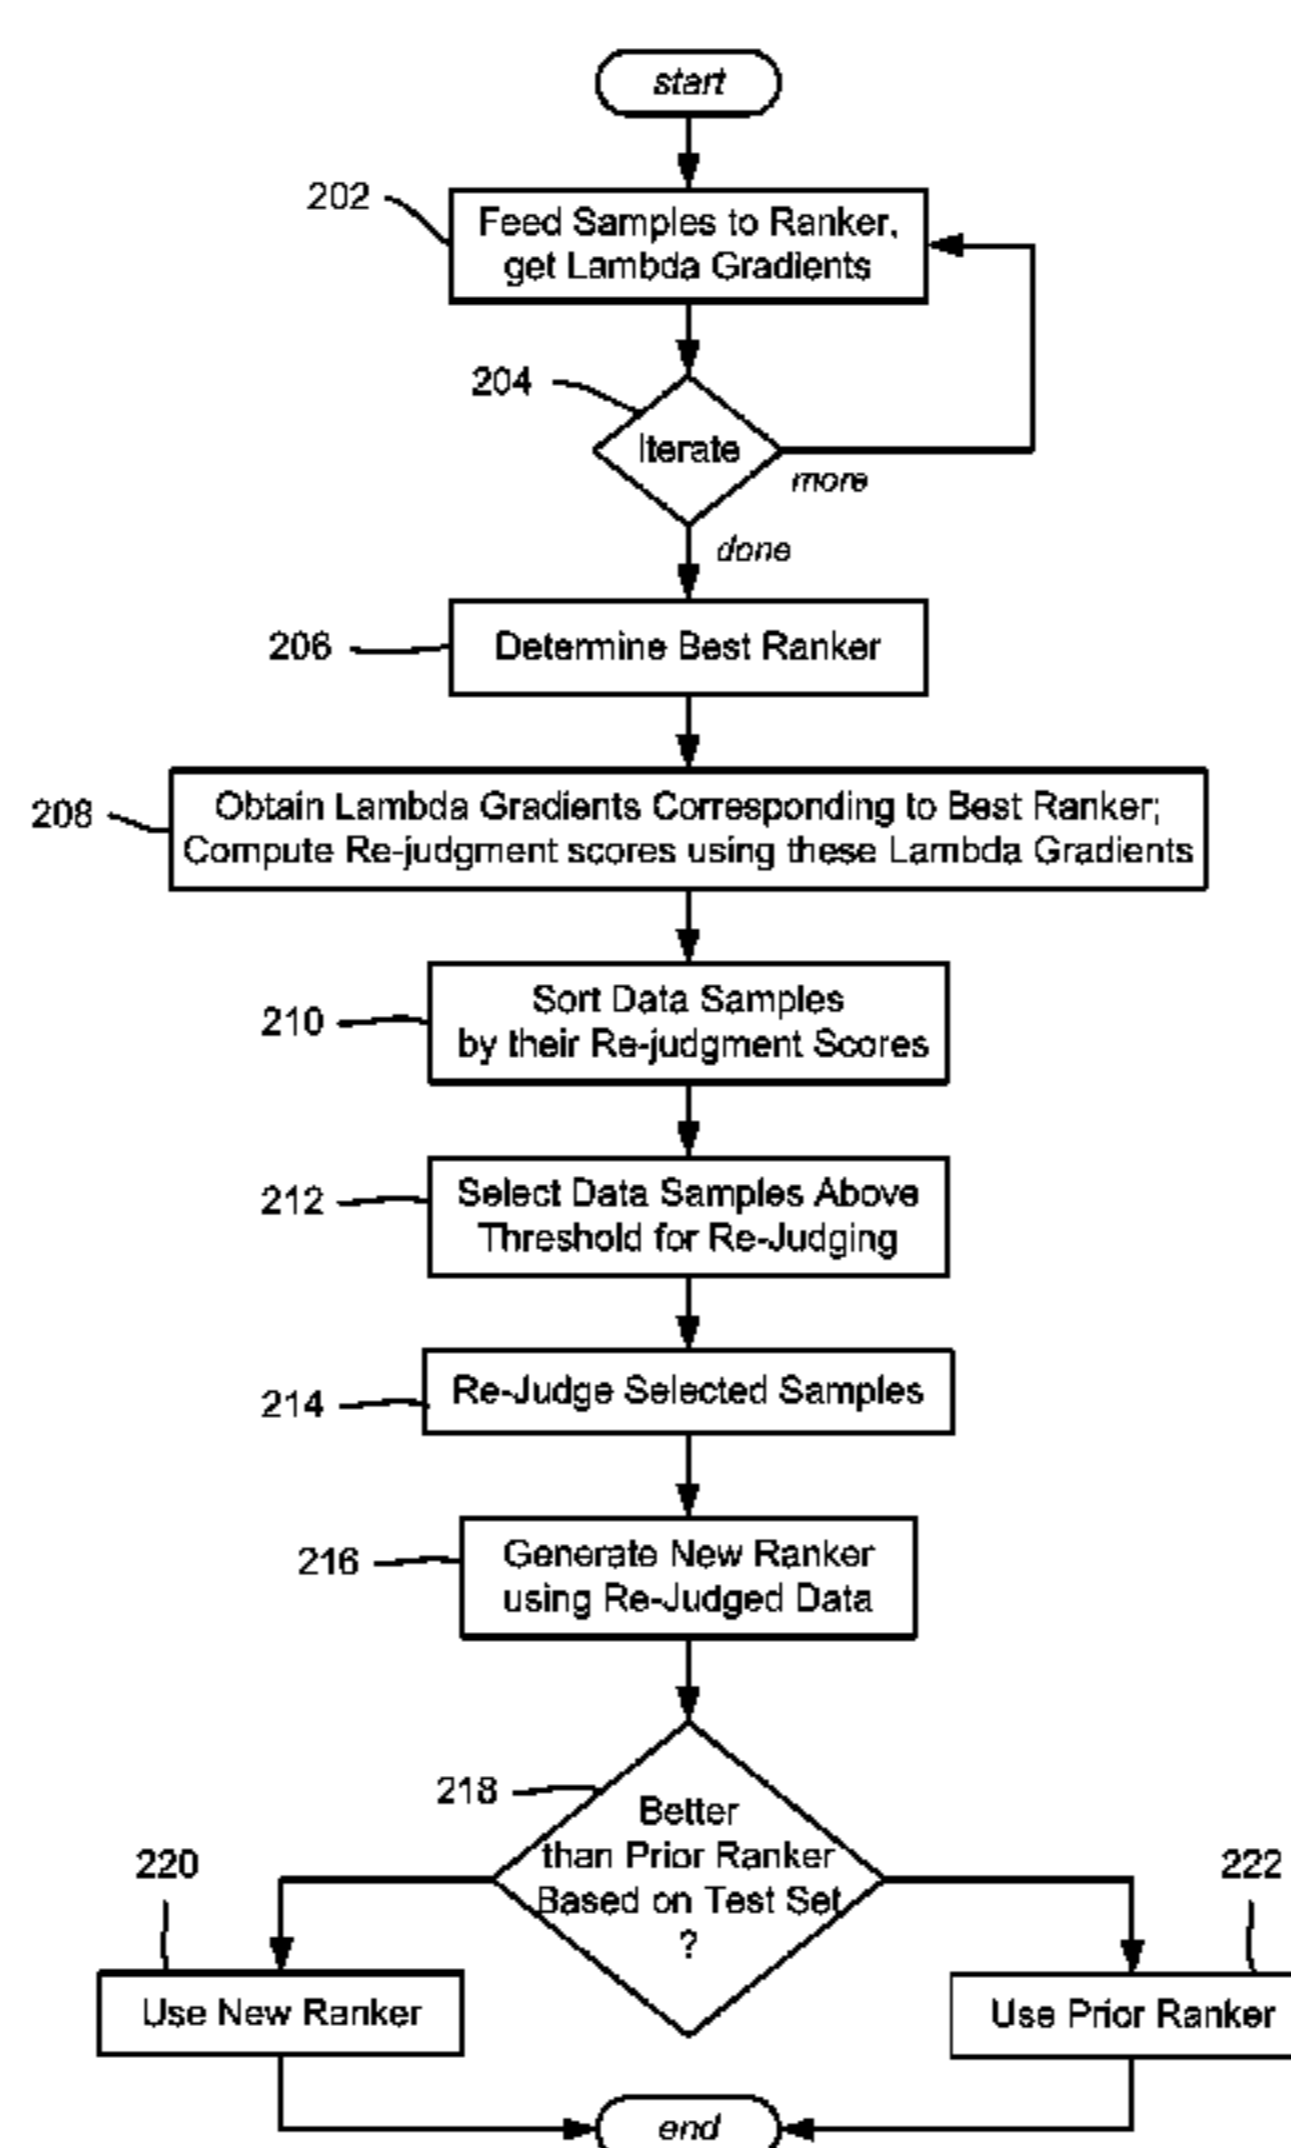 start
202
Feed Samples to Ranker,
get Lambda Gradients
204
Iterate
more
done
206
Determine Best Ranker
208
Obtain Lambda Gradients Corresponding to Best Ranker;
Compute Re-judgment scores using these Lambda Gradients
210
Sort Data Samples
by their Re-judgment Scores
212
Select Data Samples Above
Threshold for Re-Judging
214
Re-Judge Selected Samples
216
Generate New Ranker
using Re-Judged Data
218
Better
than Prior Ranker
Based on Test Set
?
220
222
Use New Ranker
Use Prior Ranker
end